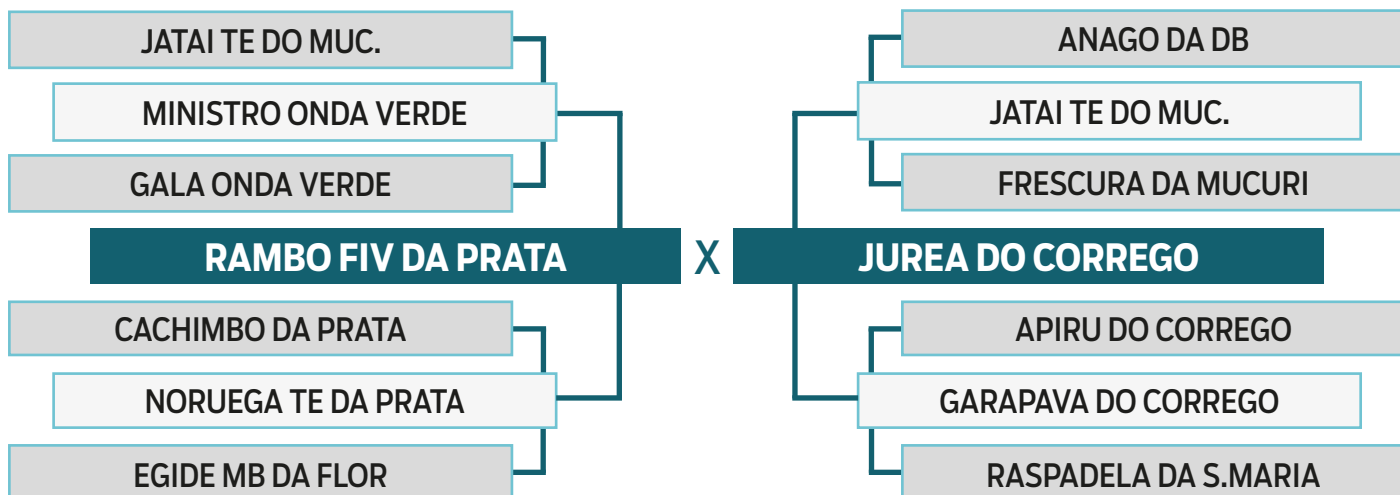 JATAI TE DO MUC.
MINISTRO ONDA VERDE
GALA ONDA VERDE
RAMBO FIV DA PRATA
CACHIMBO DA PRATA
NORUEGA TE DA PRATA
EGIDE MB DA FLOR
X
ANAGO DA DB
JATAI TE DO MUC.
FRESCURA DA MUCURI
JUREA DO CORREGO
APIRU DO CORREGO
GARAPAVA DO CORREGO
RASPADELA DA S.MARIA